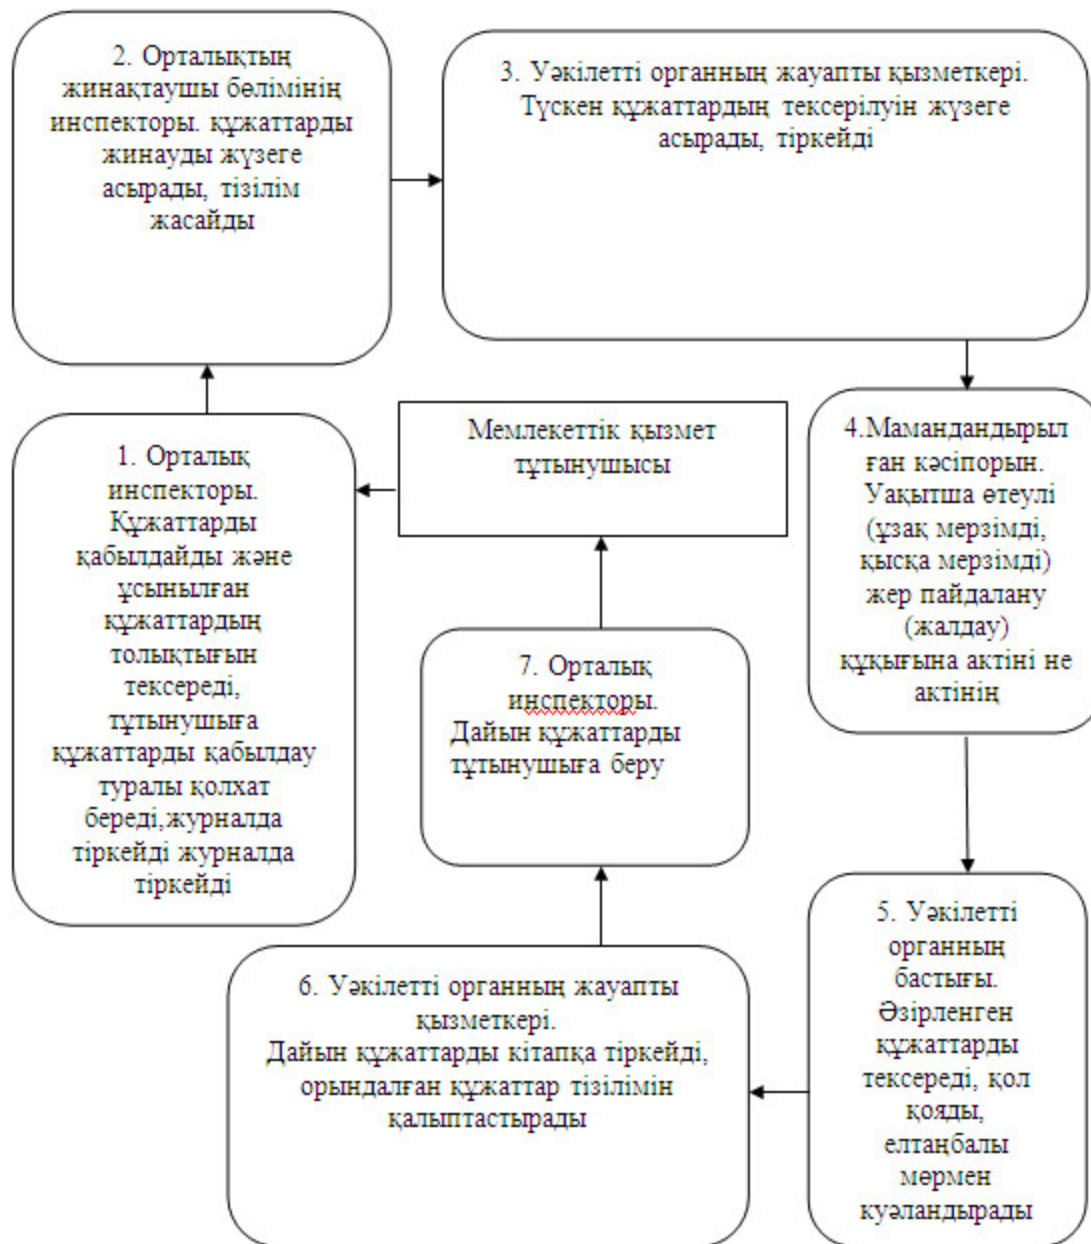 2. Орталықтың
жинақтаушы бөлімінің
инспекторы. құжаттарды
жинауды жүзеге
асырады, тізілім
жасайды
3. Уәкілетті органның жауапты қызметкері.
Түскен құжаттардың тексерілуін жүзеге
асырады, тіркейді
Мемлекеттік қызмет
тұтынушысы
1. Орталық
инспекторы.
Құжаттарды
қабылдайды және
ұсынылған
құжаттардың
толықтығын
тексереді,
тұтынушыға
құжаттарды қабылдау
туралы қолхат
береді,журналда
тіркейді журналда
тіркейді
4.Мамандандырыл
ған кәсіпорын.
Уақытша өтеулі
(ұзақ мерзімді,
қысқа мерзімді)
жер пайдалану
(жалдау)
құқығына актіні не
актінің
7. Орталық
инспекторы.
Дайын құжаттарды
тұтынушыға беру
5. Уәкілетті
органның
бастығы.
Әзірленген
құжаттарды
тексереді, қол
қояды,
елтаңбалы
мөрмен
куәландырады
6. Уәкілетті органның жауапты
қызметкері.
Дайын құжаттарды кітапқа тіркейді,
орындалған құжаттар тізілімін
қалыптастырады